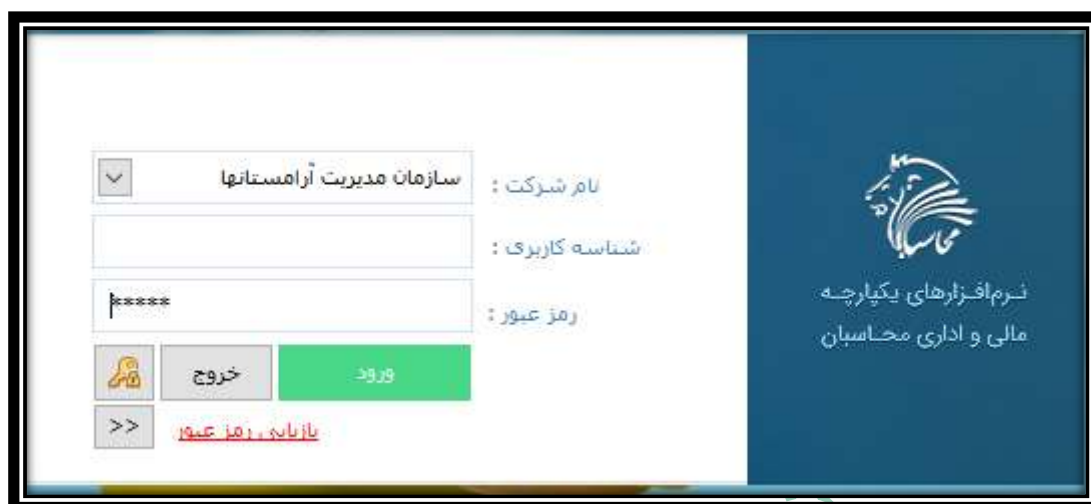 نام شرکت :
سازمان مدیریت آرامستانها
شناسه کاربری :
رمز عبور :
*****
ورود
خروج
بازیابی رمز عبور
<<
محاسبان
نرم‌افزارهای یکپارچه
مالی و اداری محاسبان